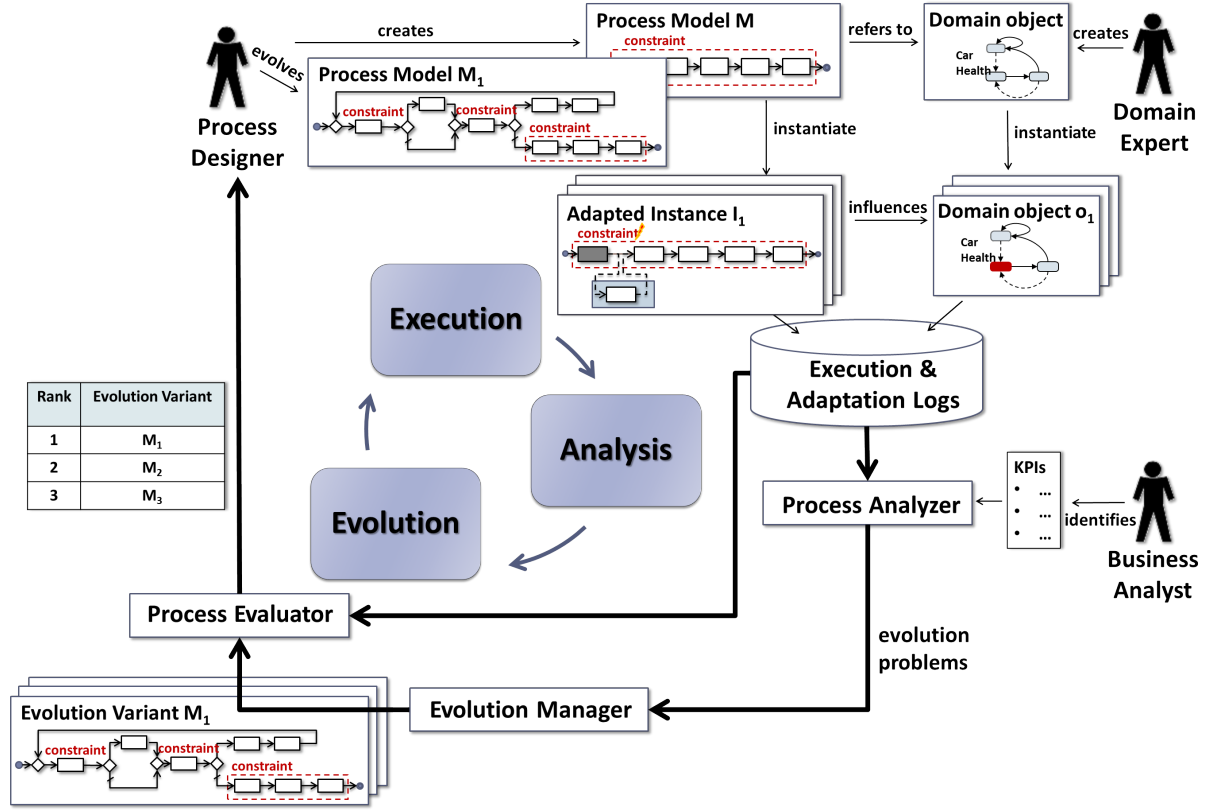 Process Model M
constraint
creates
evolves
Process
Designer
Process Model M₁
constraint
constraint
constraint
refers to
Domain object
Car
Health
creates
Domain
Expert
instantiate
instantiate
Adapted Instance I₁
constraint
influences
Domain object o₁
Car
Health
Execution
Analysis
Evolution
Execution &
Adaptation Logs
Rank Evolution Variant
1 M₁
2 M₂
3 M₃
Process Analyzer
KPIs
• ...
• ...
• ...
identifies
Business
Analyst
Process Evaluator
evolution
problems
Evolution Manager
Evolution Variant M₁
constraint
constraint
constraint